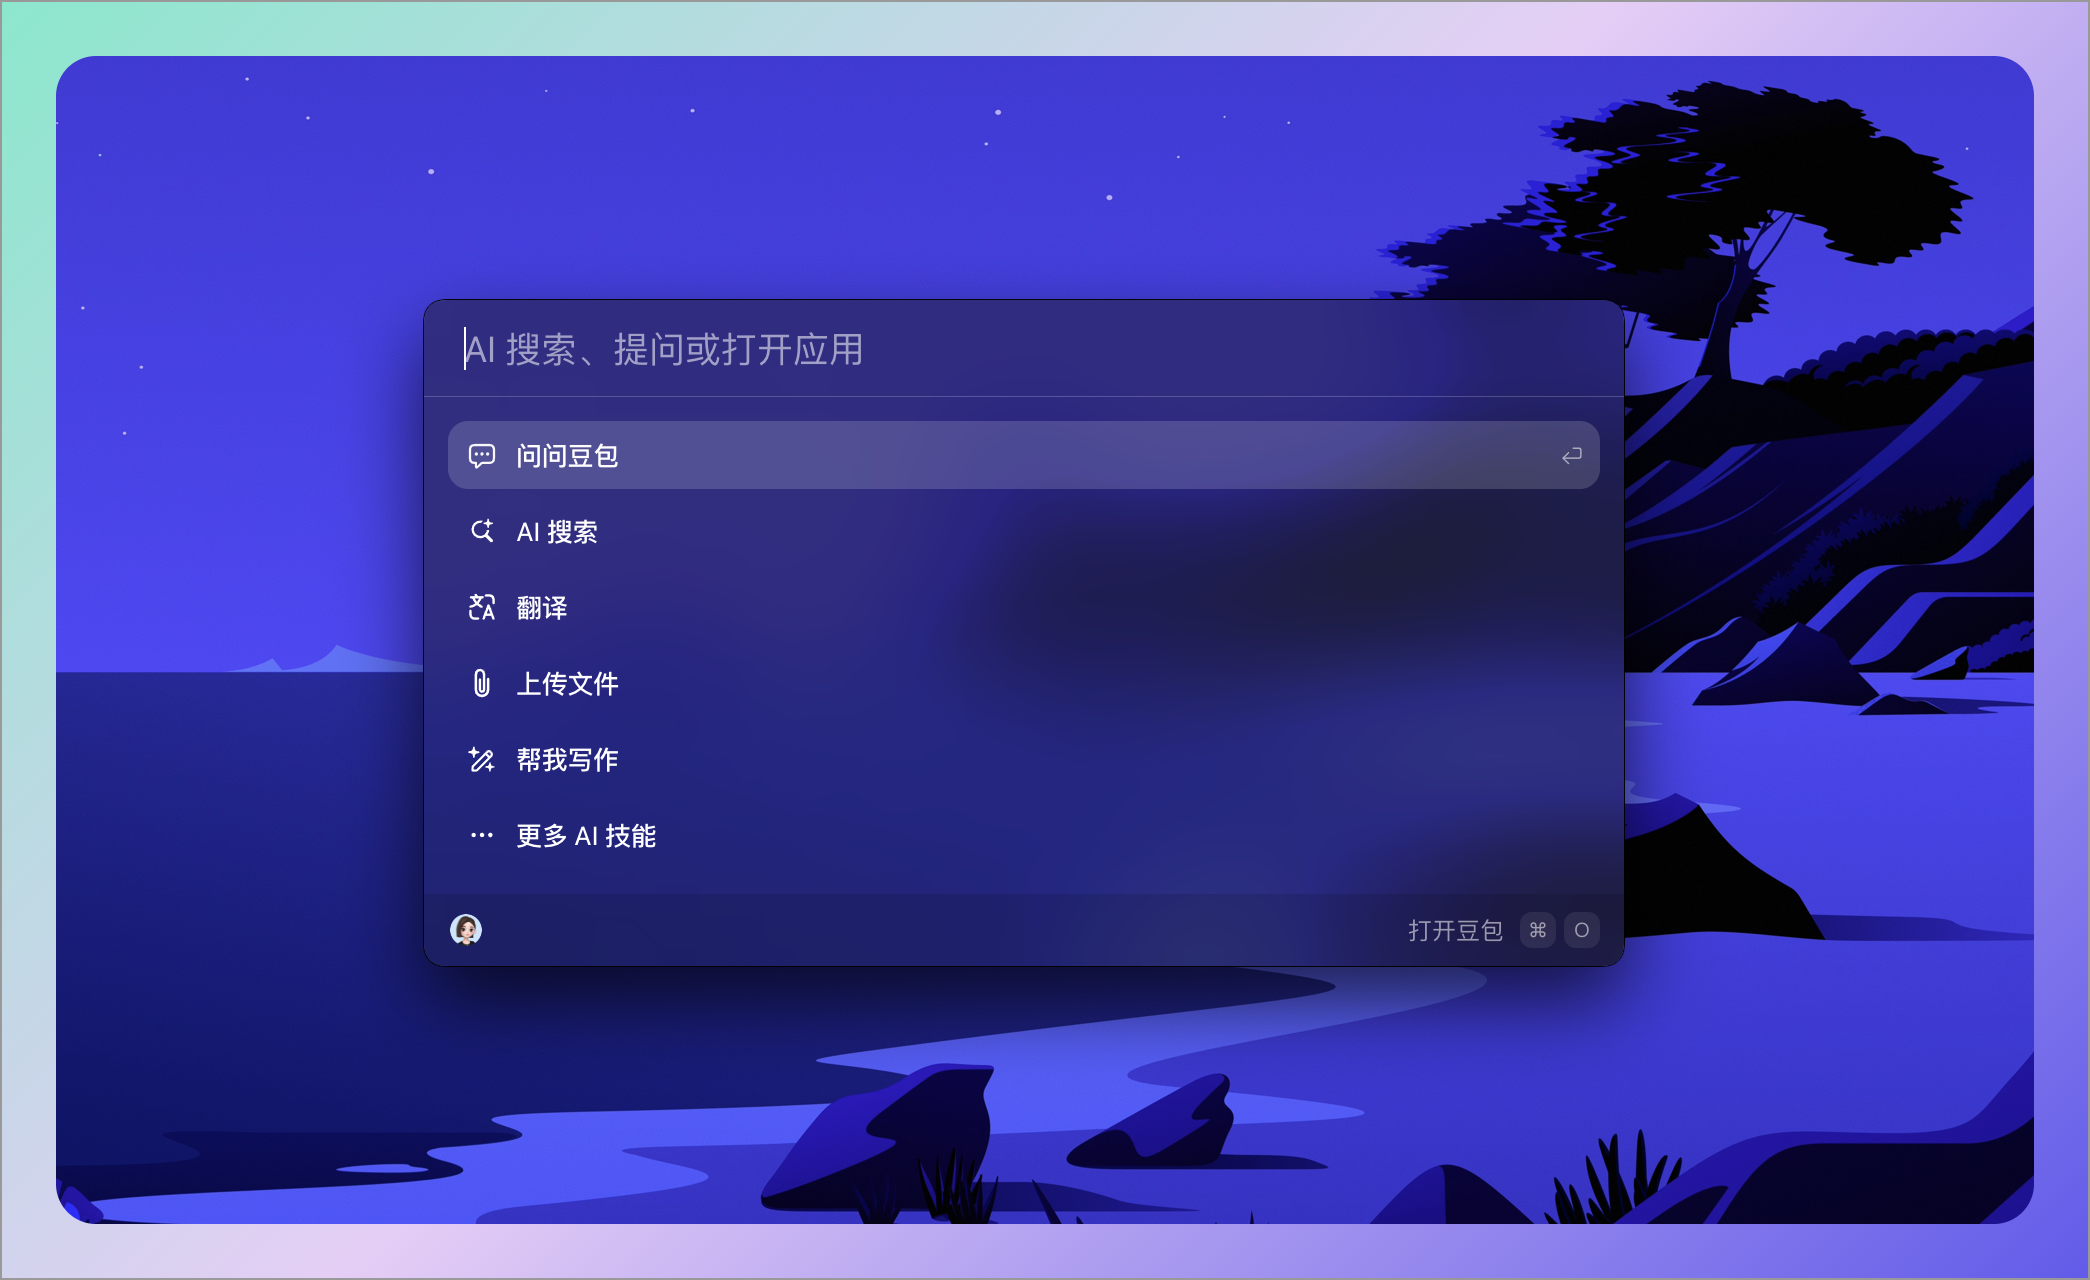 AI 搜索、提问或打开应用
问问豆包
AI 搜索
翻译
上传文件
帮我写作
更多 AI 技能
打开豆包 ⌘ O